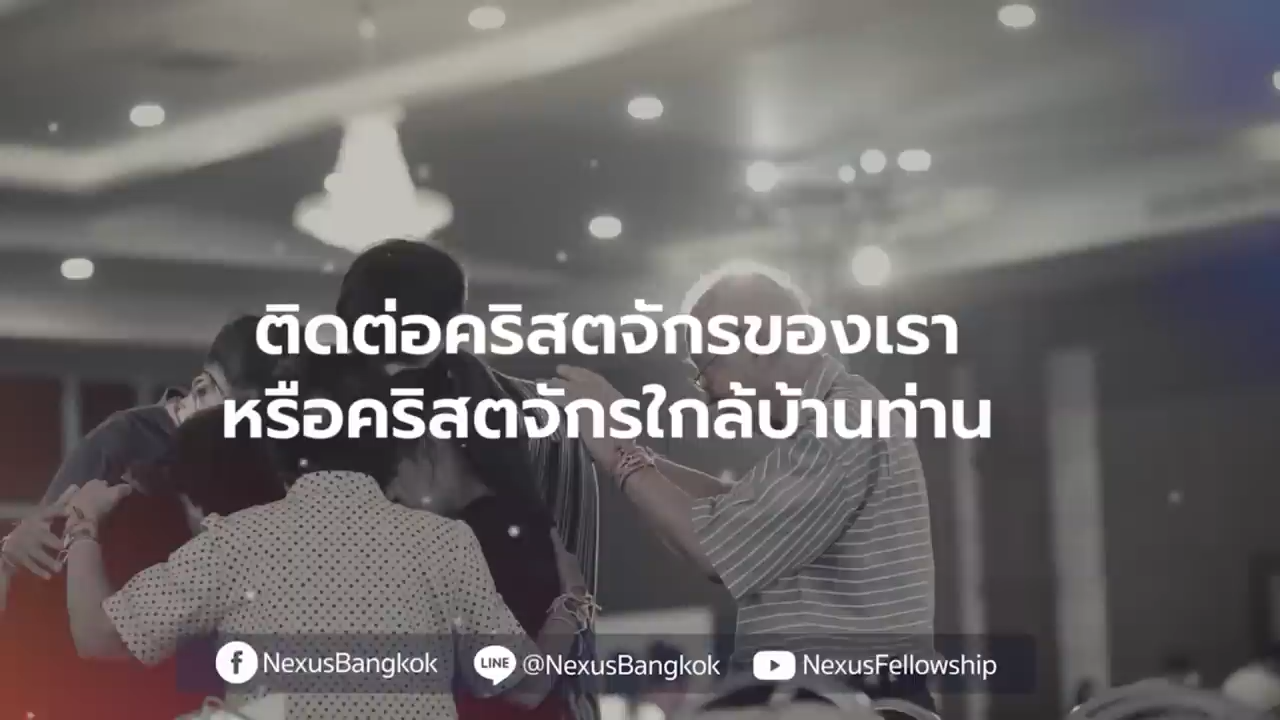 ติดต่อคริสตจักรของเรา
หรือคริสตจักรใกล้บ้านท่าน
NexusBangkok LINE @NexusBangkok NexusFellowship